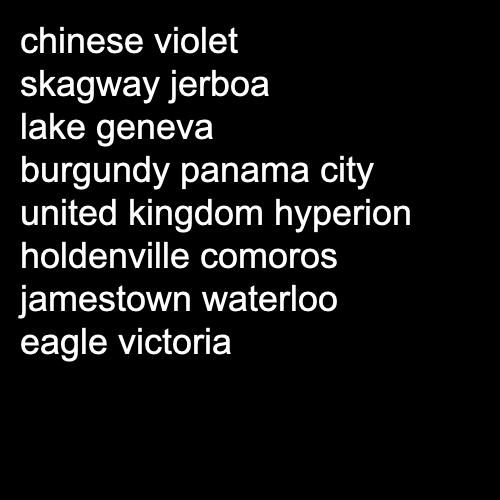 chinese violet
skagway jerboa
lake geneva
burgundy panama city
united kingdom hyperion
holdenville comoros
jamestown waterloo
eagle victoria